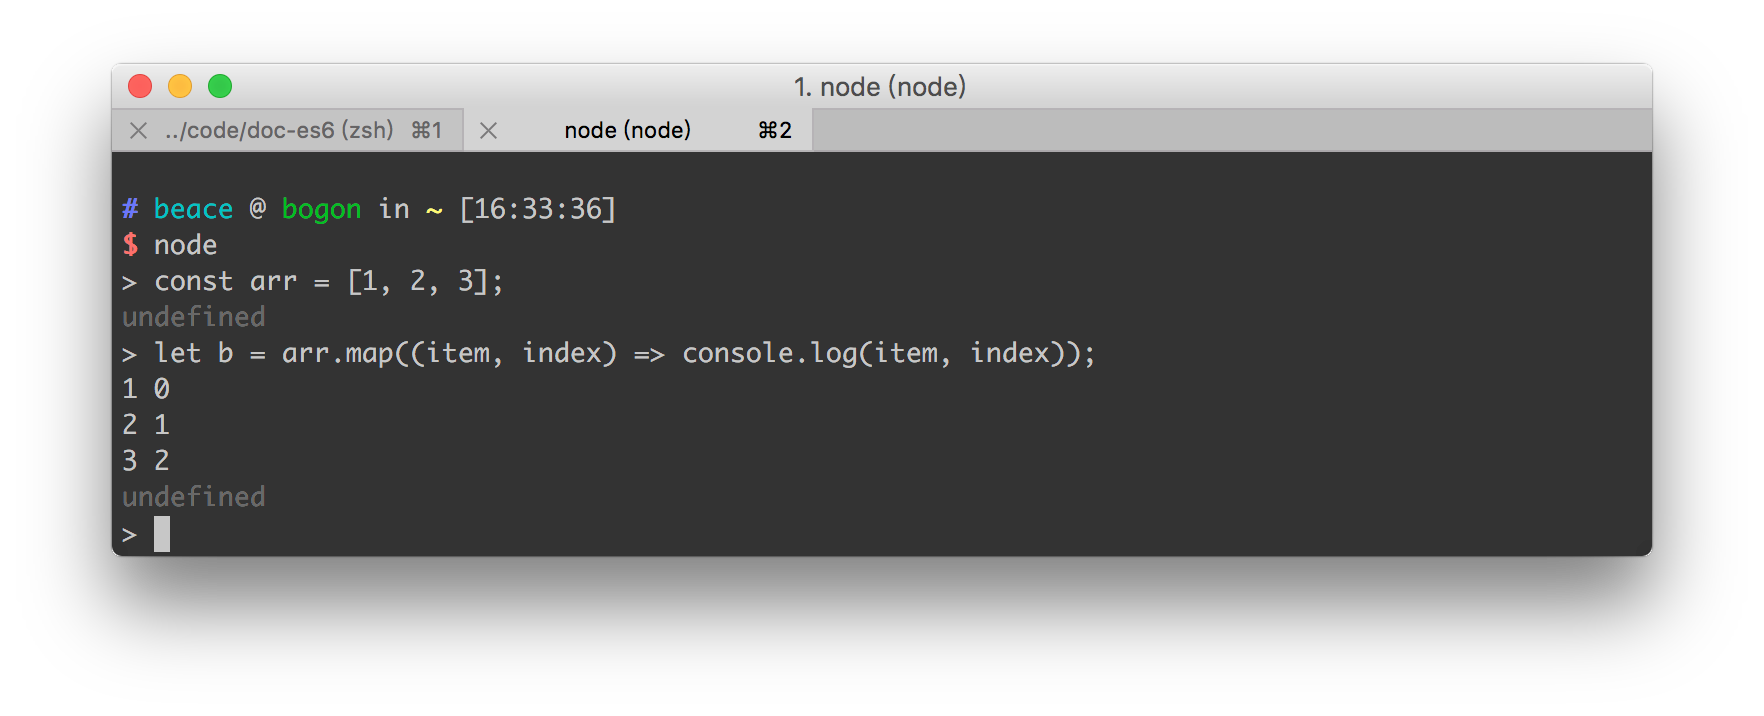 1. node (node)
../code/doc-es6 (zsh) ⌘1 node (node) ⌘2
# beace @ bogon in ~ [16:33:36]
$ node
> const arr = [1, 2, 3];
undefined
> let b = arr.map((item, index) => console.log(item, index));
1 0
2 1
3 2
undefined
>